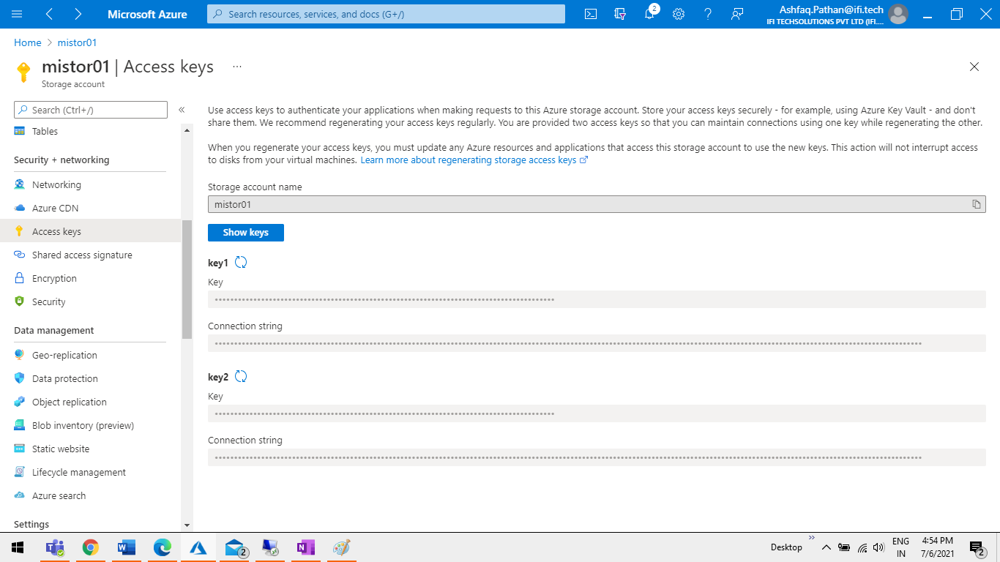 Microsoft Azure
Search resources, services, and docs (G+/)
2
Ashfaq.Pathan@ifi.tech
IFI TECHSOLUTIONS PVT LTD (IFI....
Home > mistor01
mistor01 | Access keys ...
Storage account
Search (Ctrl+/)
Tables
Security + networking
Networking
Azure CDN
Access keys
Shared access signature
Encryption
Security
Data management
Geo-replication
Data protection
Object replication
Blob inventory (preview)
Static website
Lifecycle management
Azure search
Settings
Use access keys to authenticate your applications when making requests to this Azure storage account. Store your access keys securely - for example, using Azure Key Vault - and don't
share them. We recommend regenerating your access keys regularly. You are provided two access keys so that you can maintain connections using one key while regenerating the other.
When you regenerate your access keys, you must update any Azure resources and applications that access this storage account to use the new keys. This action will not interrupt access
to disks from your virtual machines. Learn more about regenerating storage access keys
Storage account name
mistor01
Show keys
key1
Key
Connection string
key2
Key
Connection string
2
Desktop
ENG
IN
4:54 PM
7/6/2021
2